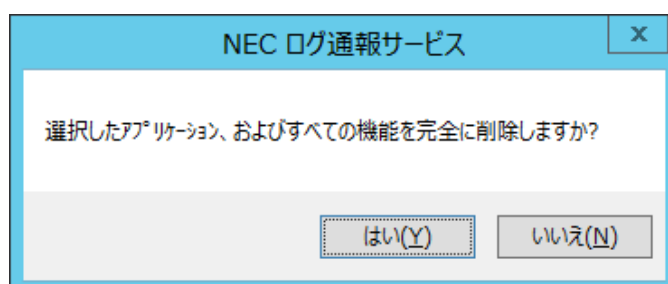 NEC ログ通報サービス
x
選択したｱﾌﾟﾘｹｰｼｮﾝ、およびすべての機能を完全に削除しますか?
はい(Y)
いいえ(N)